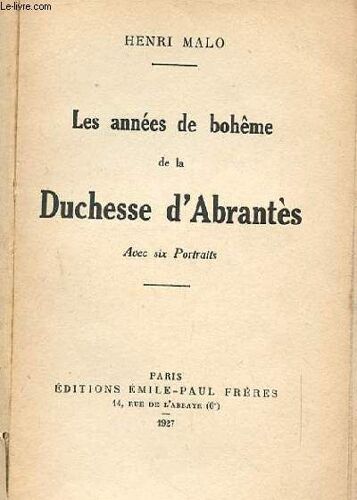 Le-livre.fr
HENRI MALO
Les années de bohême
de la
Duchesse d'Abrantès
Avec six Portraits
PARIS
ÉDITIONS ÉMILE-PAUL FRÈRES
14, RUE DE L'ABBAYE (6ᵉ)
1927